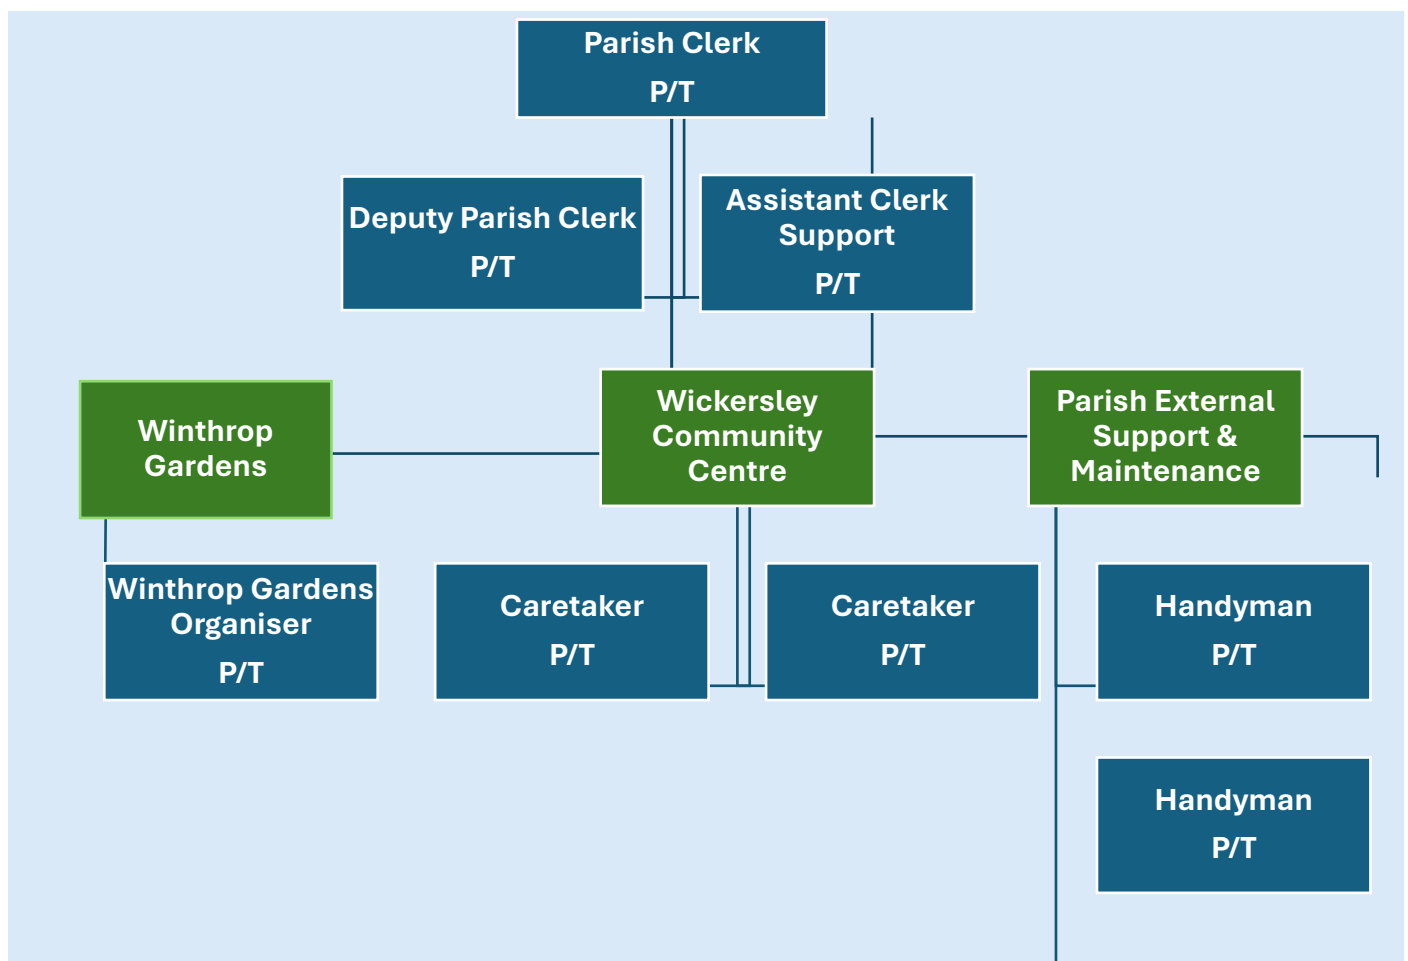 Parish Clerk
P/T
Deputy Parish Clerk
P/T
Assistant Clerk
Support
P/T
Winthrop
Gardens
Wickersley
Community
Centre
Parish External
Support &
Maintenance
Winthrop Gardens
Organiser
P/T
Caretaker
P/T
Caretaker
P/T
Handyman
P/T
Handyman
P/T